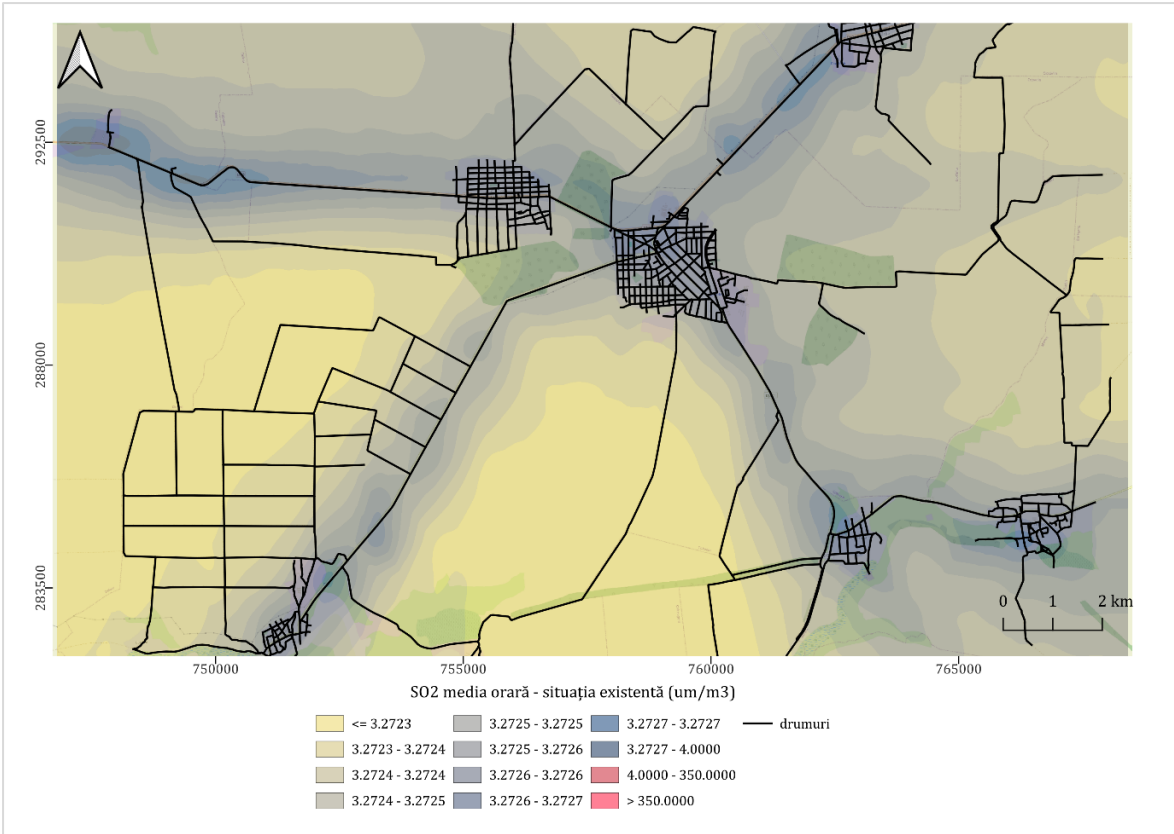 292500
288000
283500
0 1 2 km
750000 755000 760000 765000
SO2 media orară - situația existentă (um/m3)
<= 3.2723 3.2725 - 3.2725 3.2727 - 3.2727 drumuri
3.2723 - 3.2724 3.2725 - 3.2726 3.2727 - 4.0000
3.2724 - 3.2724 3.2726 - 3.2726 4.0000 - 350.0000
3.2724 - 3.2725 3.2726 - 3.2727 > 350.0000